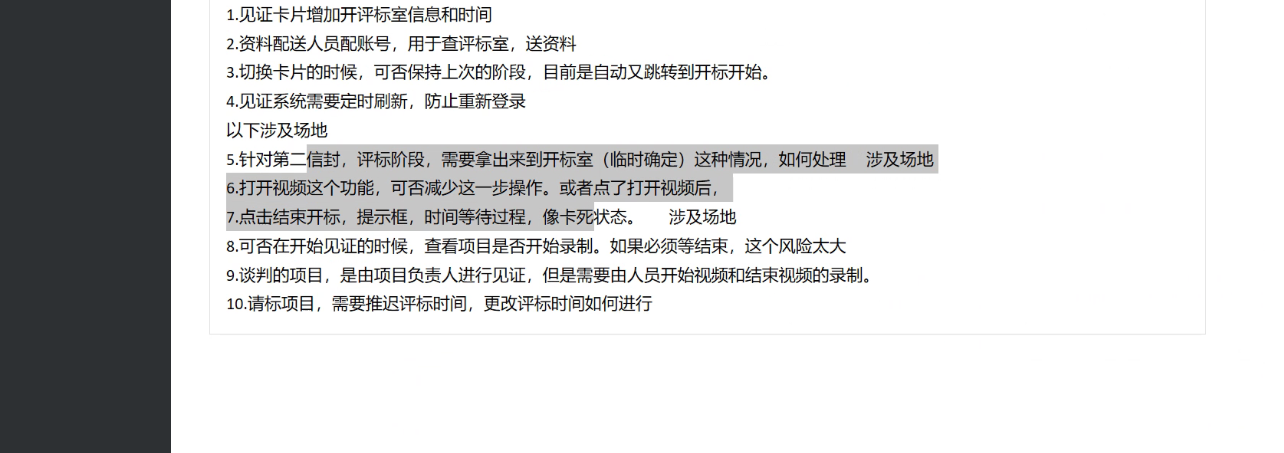 1.见证卡片增加开评标室信息和时间
2.资料配送人员配账号，用于查评标室，送资料
3.切换卡片的时候，可否保持上次的阶段，目前是自动又跳转到开标开始。
4.见证系统需要定时刷新，防止重新登录
以下涉及场地
5.针对第二信封，评标阶段，需要拿出来到开标室（临时确定）这种情况，如何处理 涉及场地
6.打开视频这个功能，可否减少这一步操作。或者点了打开视频后，
7.点击结束开标，提示框，时间等待过程，像卡死状态。 涉及场地
8.可否在开始见证的时候，查看项目是否开始录制。如果必须等结束，这个风险太大
9.谈判的项目，是由项目负责人进行见证，但是需要由人员开始视频和结束视频的录制。
10.请标项目，需要推迟评标时间，更改评标时间如何进行